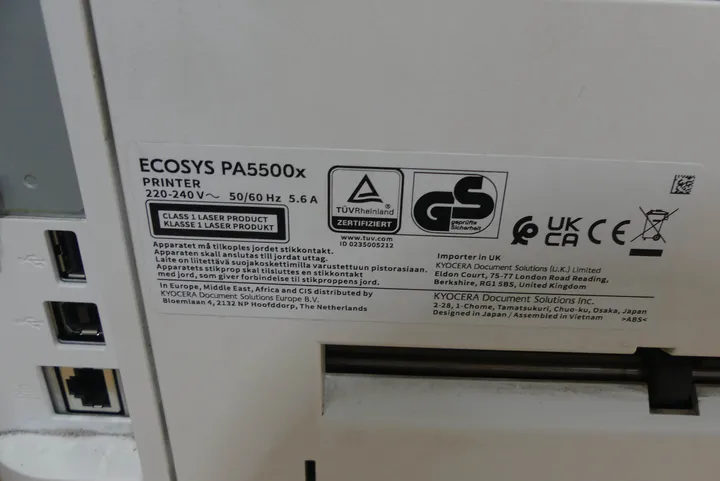 ECOSYS PA5500x
PRINTER
220-240 V~ 50/60 Hz 5.6 A
CLASS 1 LASER PRODUCT
KLASSE 1 LASER PRODUKT
TÜVRheinland
ZERTIFIZIERT
www.tuv.com
ID 0235005212
GS
geprüfte
Sicherheit
UK
CA
CE
Apparatet må tilkoples jordet stikkontakt.
Apparaten skall anslutas till jordat uttag.
Laite on liitettävä suojakoskettimilla varustettuun pistorasiaan.
Apparatets stikprop skal tilsluttes en stikkontakt
med jord, som giver forbindelse til stikproppens jord.
In Europe, Middle East, Africa and CIS distributed by
KYOCERA Document Solutions Europe B.V.
Bloemlaan 4, 2132 NP Hoofddorp, The Netherlands
Importer in UK
KYOCERA Document Solutions (U.K.) Limited
Eldon Court, 75-77 London Road Reading,
Berkshire, RG1 5BS, United Kingdom
KYOCERA Document Solutions Inc.
2-28, 1-Chome, Tamatsukuri, Chuo-ku, Osaka, Japan
Designed in Japan / Assembled in Vietnam >ABS<